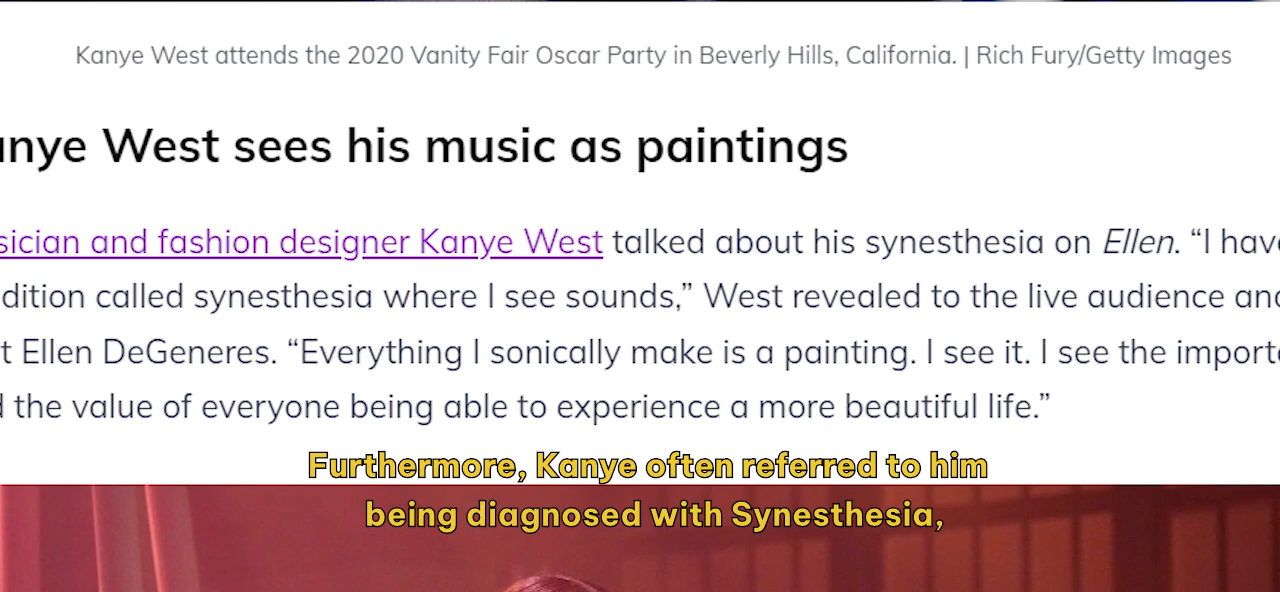 Kanye West attends the 2020 Vanity Fair Oscar Party in Beverly Hills, California. | Rich Fury/Getty Images
anye West sees his music as paintings
sician and fashion designer Kanye West talked about his synesthesia on Ellen. “I have
dition called synesthesia where I see sounds,” West revealed to the live audience and
t Ellen DeGeneres. “Everything I sonically make is a painting. I see it. I see the importa
d the value of everyone being able to experience a more beautiful life.”
Furthermore, Kanye often referred to him
being diagnosed with Synesthesia,